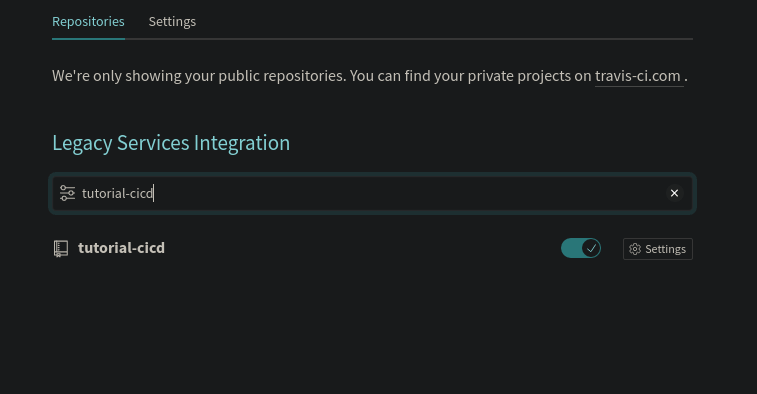 Repositories Settings
We're only showing your public repositories. You can find your private projects on travis-ci.com .
Legacy Services Integration
tutorial-cicd
tutorial-cicd Settings